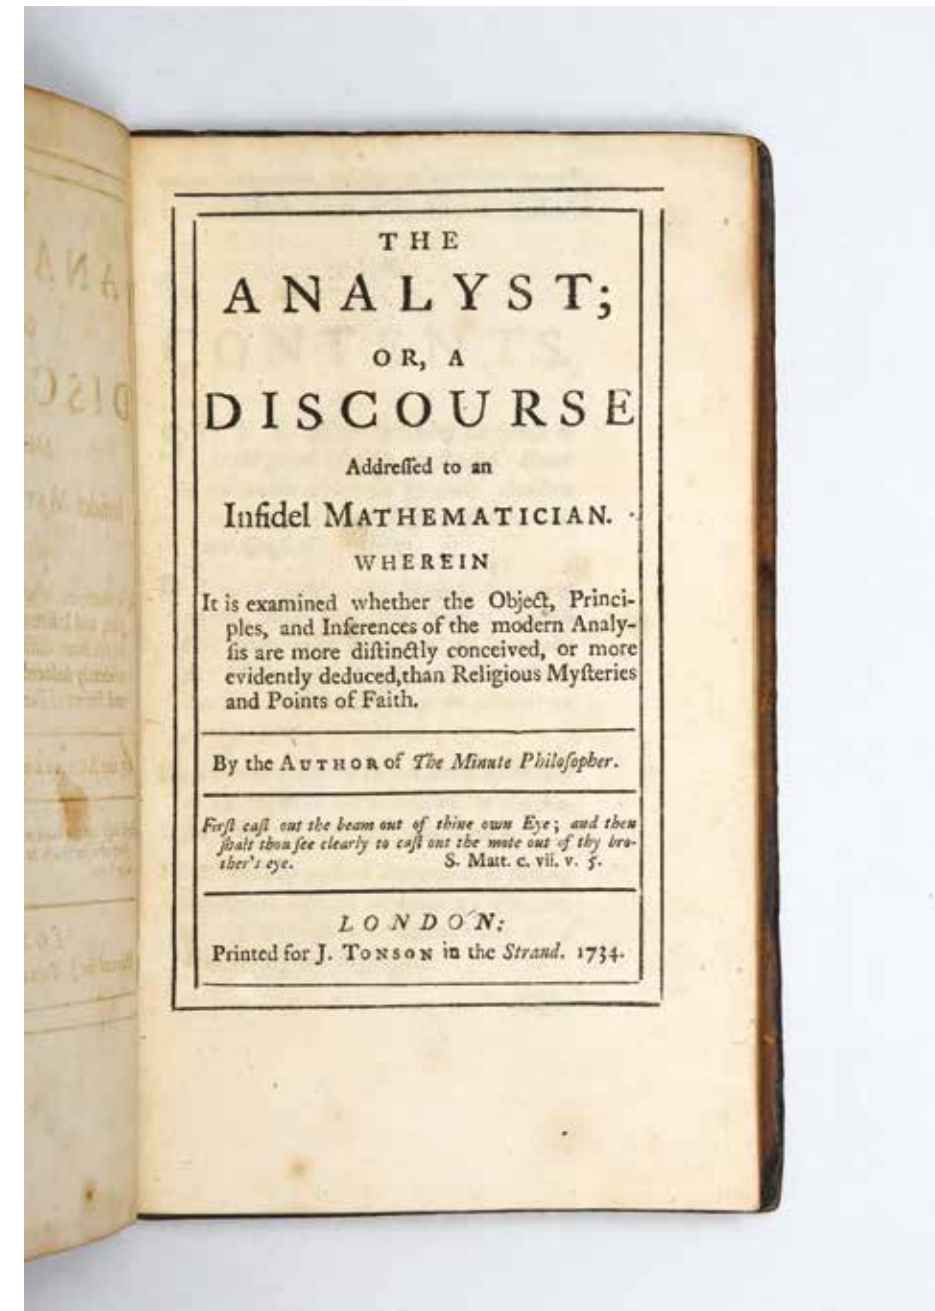 THE
ANALYST;
OR, A
DISCOURSE
Addreſſed to an
Infidel MATHEMATICIAN.
WHEREIN
It is examined whether the Object, Princi-
ples, and Inferences of the modern Analy-
ſis are more diſtinctly conceived, or more
evidently deduced, than Religious Myſteries
and Points of Faith.
By the AUTHOR of The Minute Philoſopher.
Firſt caſt out the beam out of thine own Eye; and then
ſhalt thou ſee clearly to caſt out the mote out of thy bro-
ther's eye. S. Matt. c. vii. v. 5.
LONDON:
Printed for J. TONSON in the Strand. 1734.